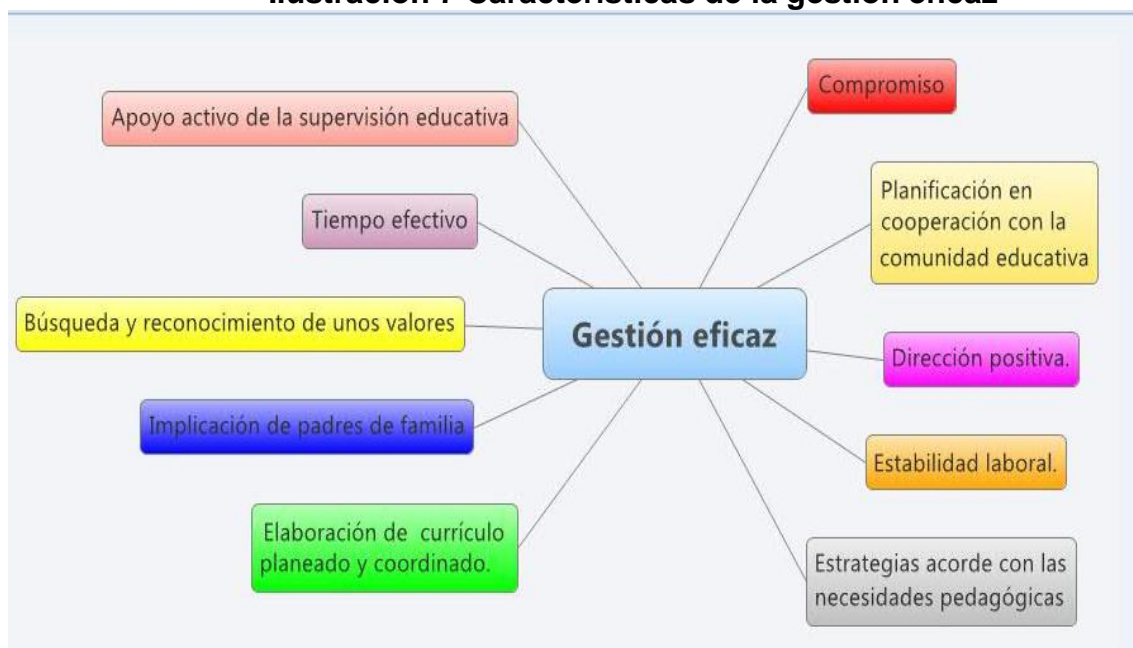 Ilustración 7 Características de la gestión eficaz
Apoyo activo de la supervisión educativa
Tiempo efectivo
Búsqueda y reconocimiento de unos valores
Implicación de padres de familia
Elaboración de currículo
planeado y coordinado.
Gestión eficaz
Compromiso
Planificación en
cooperación con la
comunidad educativa
Dirección positiva.
Estabilidad laboral.
Estrategias acorde con las
necesidades pedagógicas